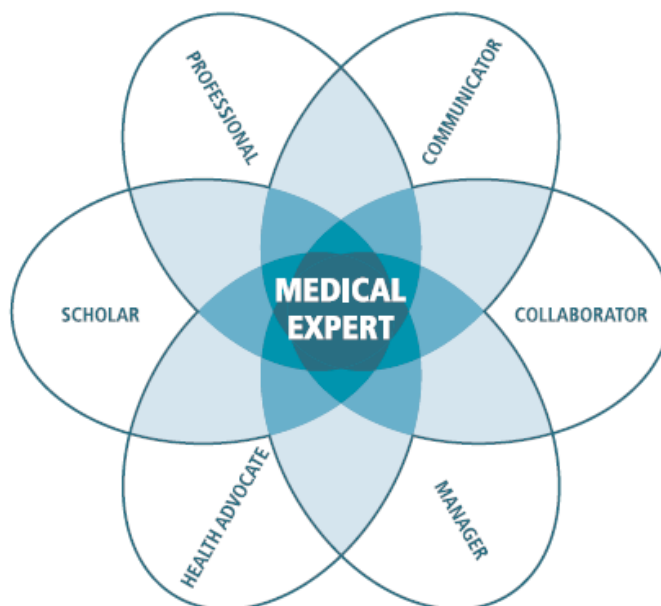 PROFESSIONAL
COMMUNICATOR
SCHOLAR
MEDICAL
EXPERT
COLLABORATOR
HEALTH ADVOCATE
MANAGER